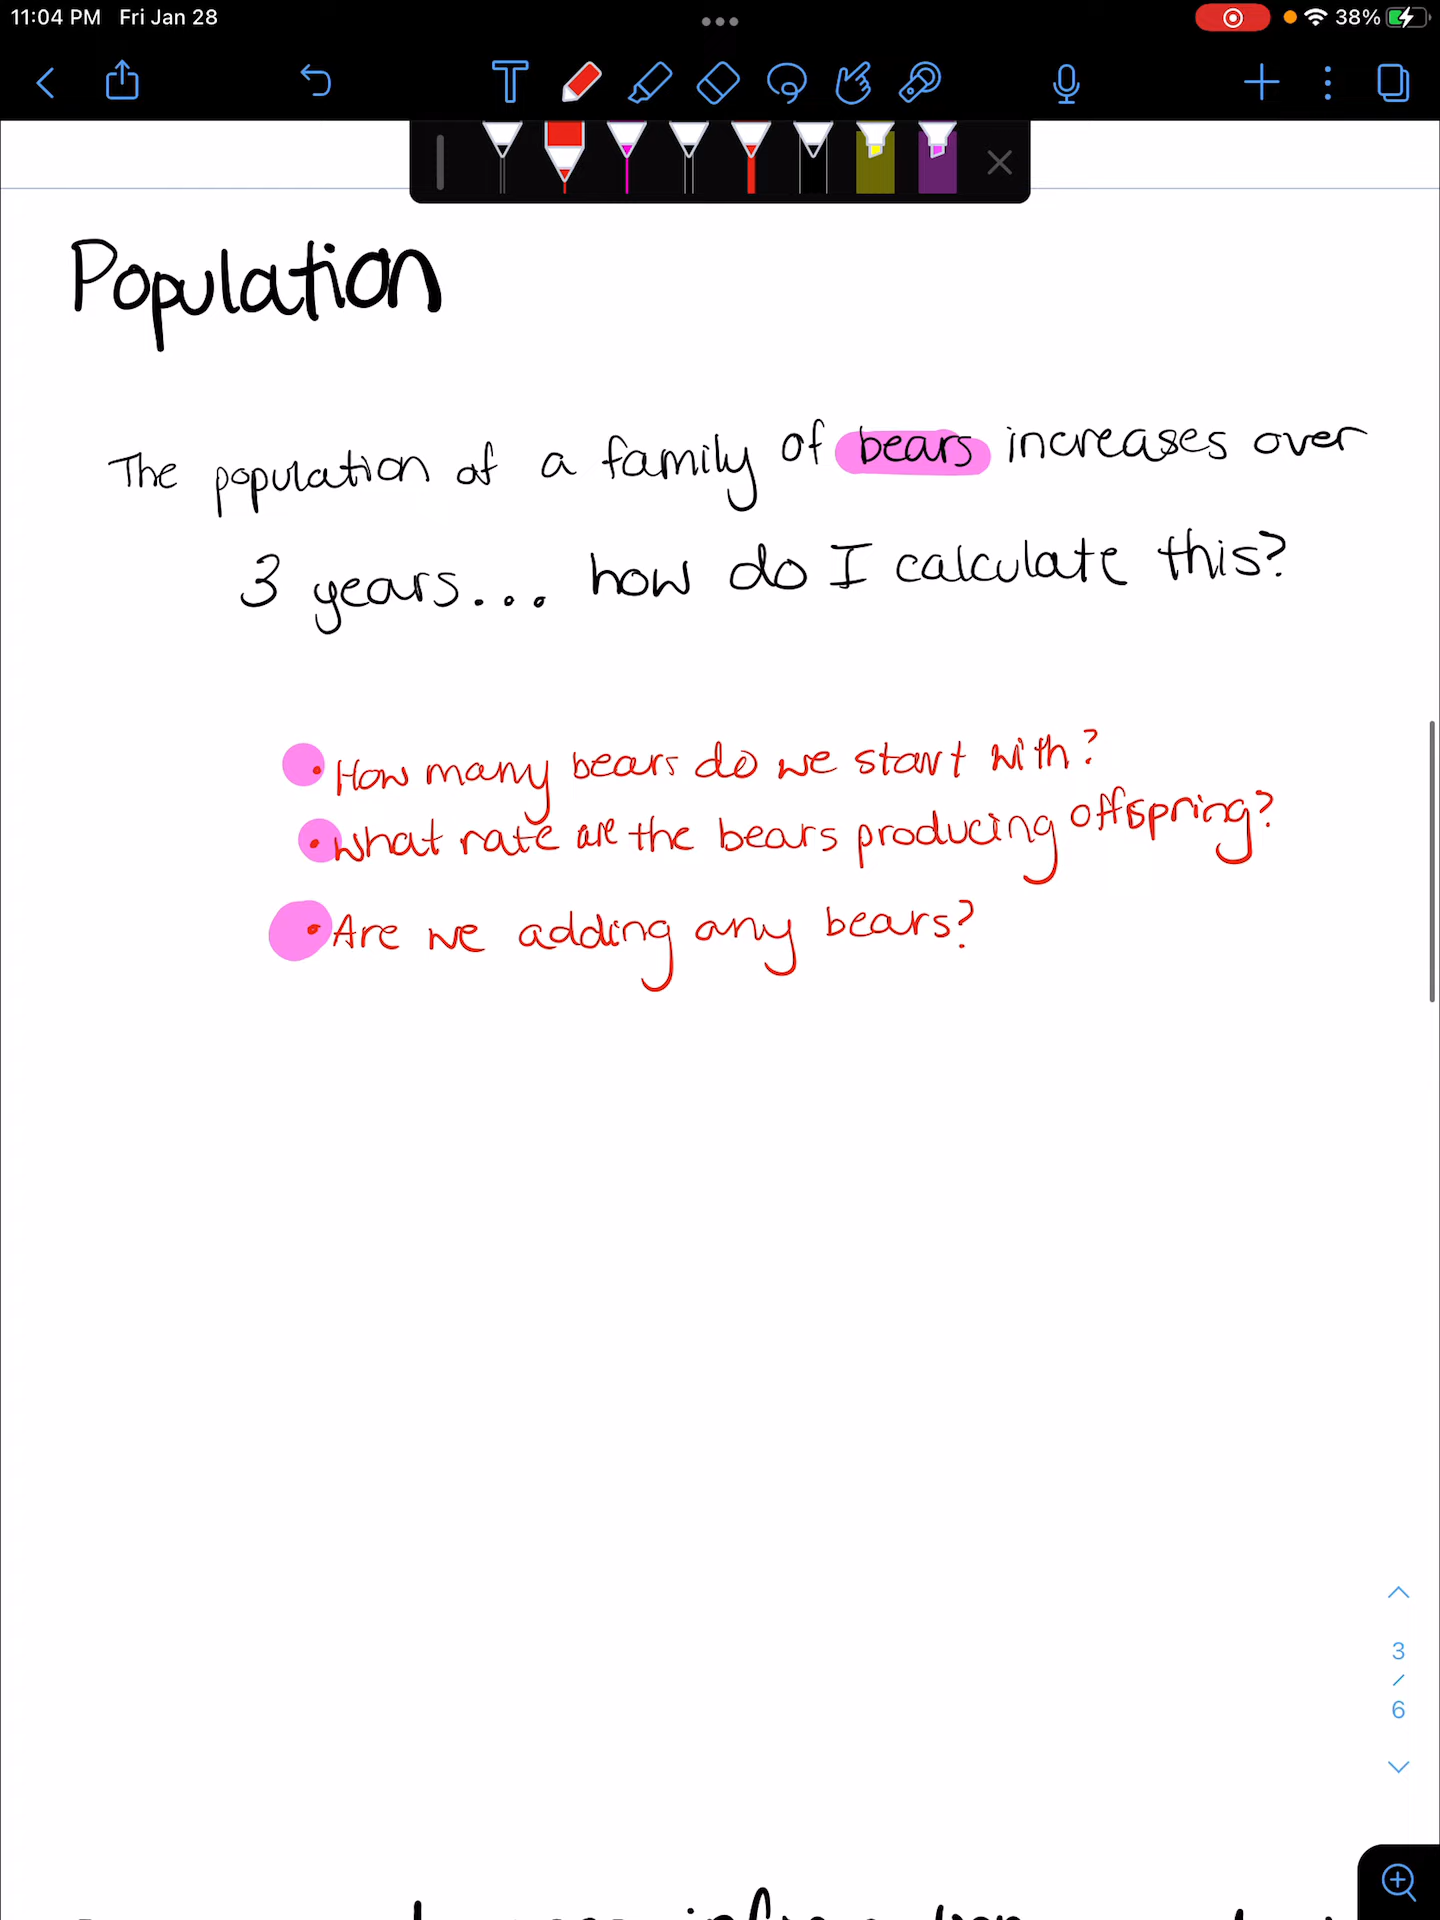 11:04 PM Fri Jan 28
38%
Population
The population of a family of bears increases over
3 years... how do I calculate this?
• How many bears do we start with?
• What rate are the bears producing offspring?
• Are we adding any bears?
3
/
6